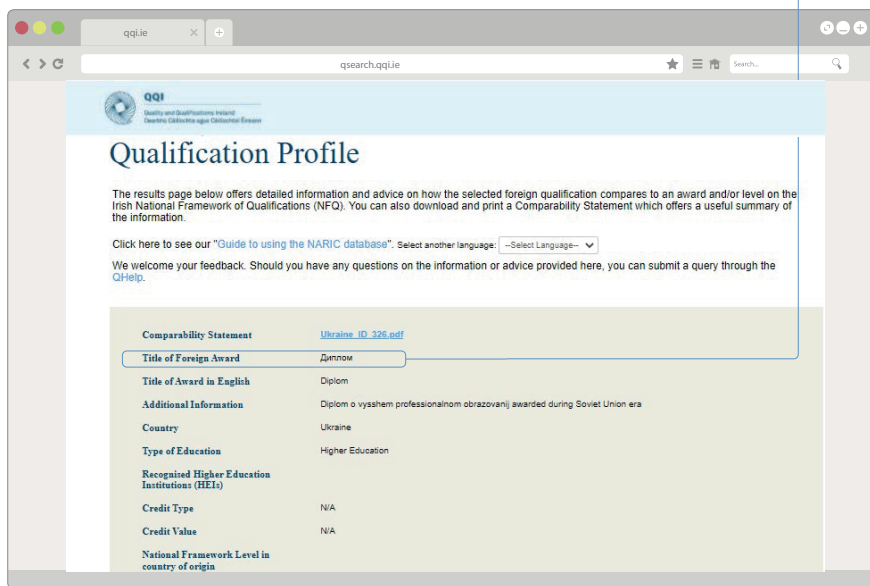 qqi.ie
qsearch.qqi.ie
Search...
QQI
Quality and Qualifications Ireland
Dearbhú Cáilíochta agus Cáilíochtaí Éireann
Qualification Profile
The results page below offers detailed information and advice on how the selected foreign qualification compares to an award and/or level on the
Irish National Framework of Qualifications (NFQ). You can also download and print a Comparability Statement which offers a useful summary of
the information.
Click here to see our "Guide to using the NARIC database". Select another language: --Select Language--
We welcome your feedback. Should you have any questions on the information or advice provided here, you can submit a query through the
QHelp.
Comparability Statement Ukraine_ID_326.pdf
Title of Foreign Award Диплом
Title of Award in English Diplom
Additional Information Diplom o vysshem professionalnom obrazovanij awarded during Soviet Union era
Country Ukraine
Type of Education Higher Education
Recognised Higher Education
Institutions (HEIs)
Credit Type N/A
Credit Value N/A
National Framework Level in
country of origin